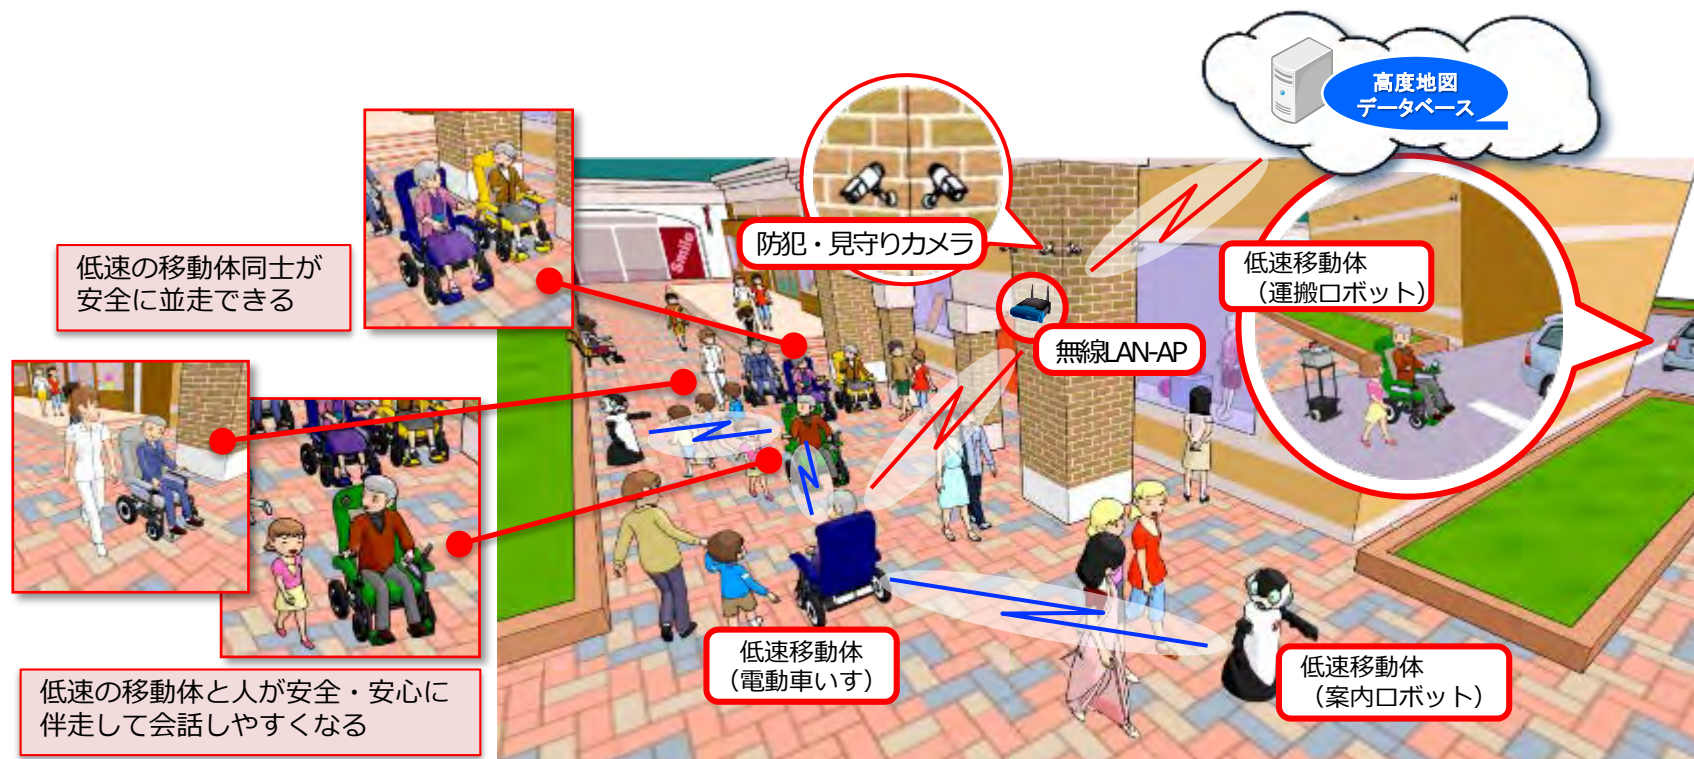 高度地図
データベース
防犯・見守りカメラ
低速の移動体同士が
安全に並走できる
Smile
低速移動体
（運搬ロボット）
無線LAN-AP
低速移動体
（電動車いす）
低速移動体
（案内ロボット）
低速の移動体と人が安全・安心に
伴走して会話しやすくなる